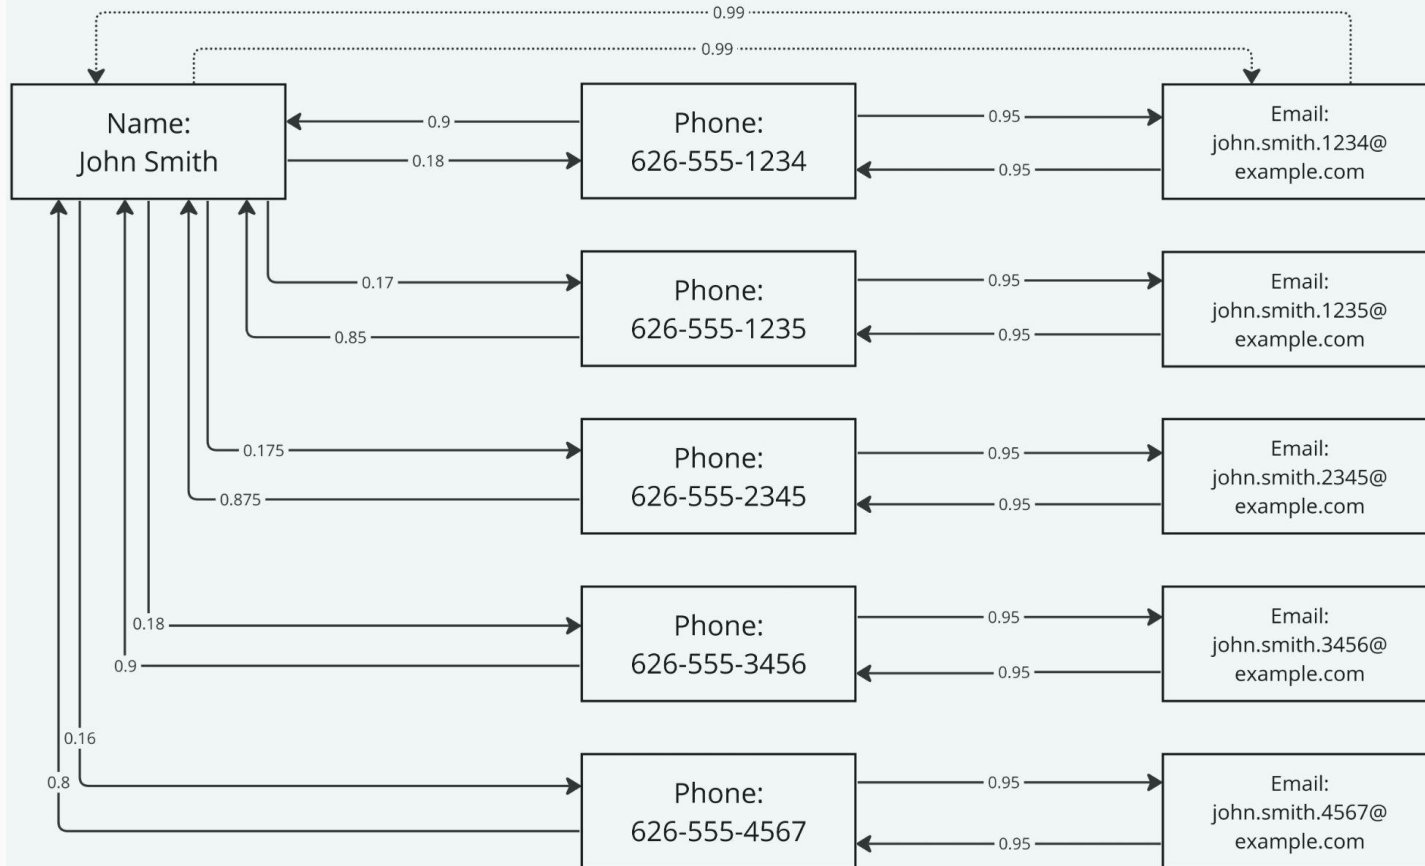 0.99
0.99
Name:
John Smith
0.9
0.18
Phone:
626-555-1234
0.95
0.95
Email:
john.smith.1234@
example.com
0.17
0.85
Phone:
626-555-1235
0.95
0.95
Email:
john.smith.1235@
example.com
0.175
0.875
Phone:
626-555-2345
0.95
0.95
Email:
john.smith.2345@
example.com
0.18
0.9
Phone:
626-555-3456
0.95
0.95
Email:
john.smith.3456@
example.com
0.16
0.8
Phone:
626-555-4567
0.95
0.95
Email:
john.smith.4567@
example.com